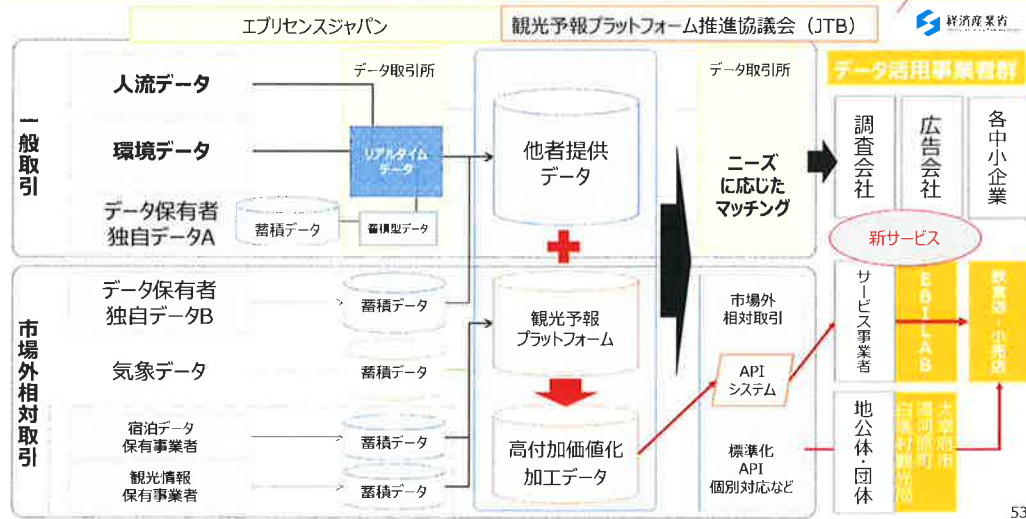 エブリセンスジャパン
観光予報プラットフォーム推進協議会（JTB）
経済産業省
データ取引所
データ取引所
データ活用事業者群
一般取引
人流データ
環境データ
データ保有者
独自データA
蓄積データ
リアルタイム
データ
蓄積型データ
他者提供
データ
ニーズ
に応じた
マッチング
調査会社
広告会社
各中小企業
新サービス
市場外相対取引
データ保有者
独自データB
気象データ
宿泊データ
保有事業者
観光情報
保有事業者
蓄積データ
蓄積データ
蓄積データ
蓄積データ
観光予報
プラットフォーム
高付加価値化
加工データ
市場外
相対取引
API
システム
標準化
API
個別対応など
サービス事業者
EBILAB
飲食店・小売店
地公体・団体
太宰府市
湯河原町
白馬村観光局
53